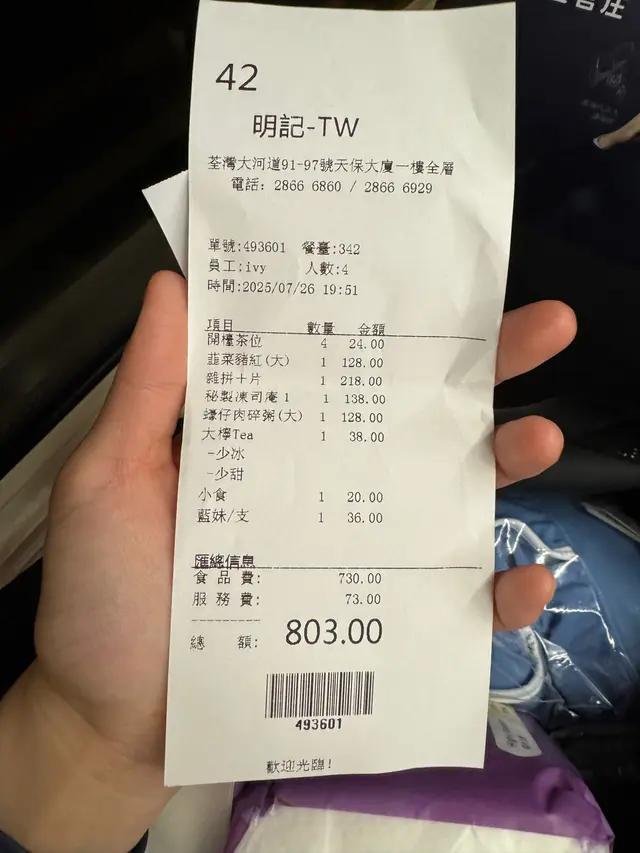 42
明記-TW
荃灣大河道91-97號天保大廈一樓全層
電話: 2866 6860 / 2866 6929
單號:493601 餐臺:342
員工:ivy 人數:4
時間:2025/07/26 19:51
項目 數量 金額
開檯茶位 4 24.00
韮菜豬紅(大) 1 128.00
雜拼十片 1 218.00
秘製凍司庵 1 1 138.00
蠔仔肉碎粥(大) 1 128.00
大檸Tea 1 38.00
-少冰
-少甜
小食 1 20.00
藍妹/支 1 36.00
匯總信息
食 品 費: 730.00
服 務 費: 73.00
總 額: 803.00
493601
歡迎光臨!